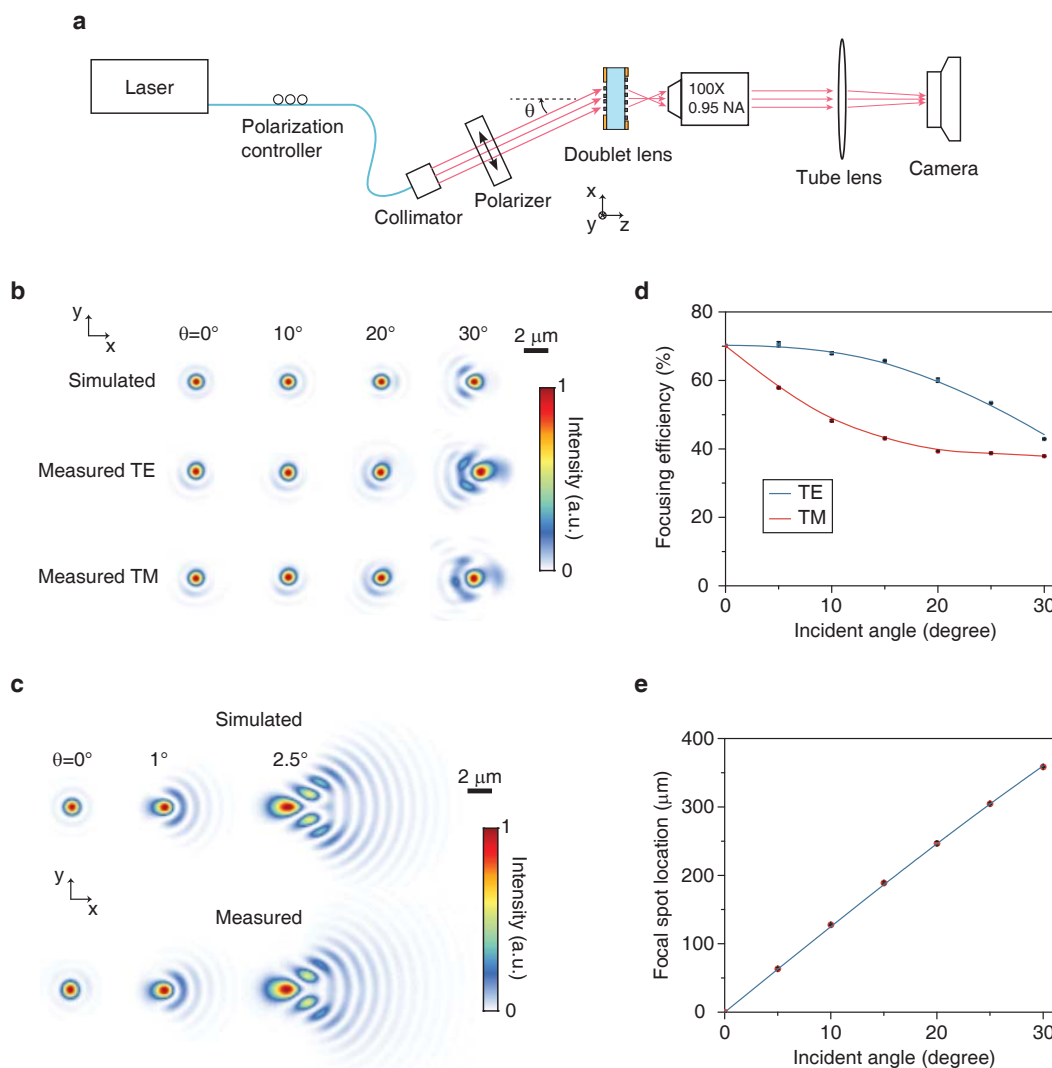 a
Laser
Polarization
controller
Collimator
Polarizer
θ
Doublet lens
100X
0.95 NA
Tube lens
Camera
x
y
z
b
y
x
θ=0°
10°
20°
30°
2 μm
Simulated
Measured TE
Measured TM
1
Intensity (a.u.)
0
c
Simulated
θ=0°
1°
2.5°
2 μm
y
x
Measured
1
Intensity (a.u.)
0
d
80
60
40
20
0
Focusing efficiency (%)
TE
TM
0
10
20
30
Incident angle (degree)
e
400
300
200
100
0
Focal spot location (μm)
0
10
20
30
Incident angle (degree)